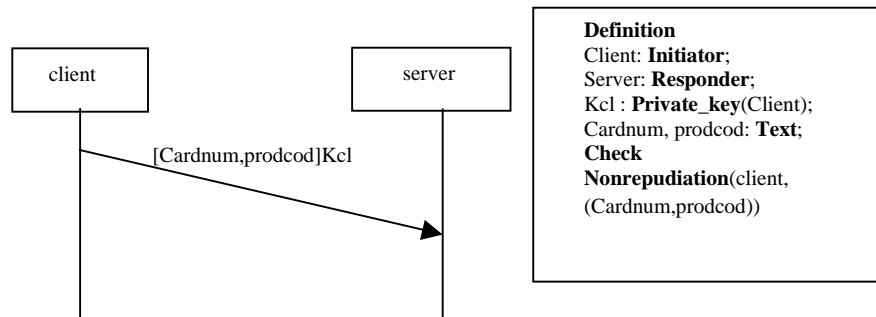 client
server
[Cardnum,prodcod]Kcl
Definition
Client: Initiator;
Server: Responder;
Kcl : Private_key(Client);
Cardnum, prodcod: Text;
Check
Nonrepudiation(client,
(Cardnum,prodcod))